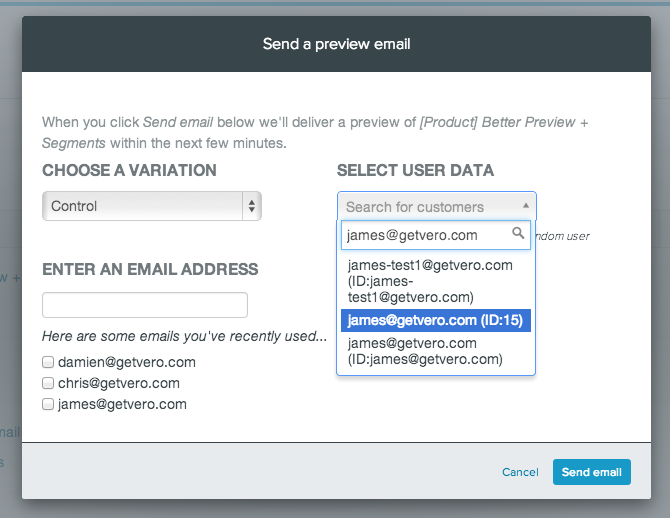 Send a preview email
When you click Send email below we'll deliver a preview of [Product] Better Preview +
Segments within the next few minutes.
CHOOSE A VARIATION
Control
SELECT USER DATA
Search for customers
james@getvero.com
ndom user
james-test1@getvero.com
(ID:james-
test1@getvero.com)
james@getvero.com (ID:15)
james@getvero.com
(ID:james@getvero.com)
ENTER AN EMAIL ADDRESS
Here are some emails you've recently used...
damien@getvero.com
chris@getvero.com
james@getvero.com
Cancel
Send email